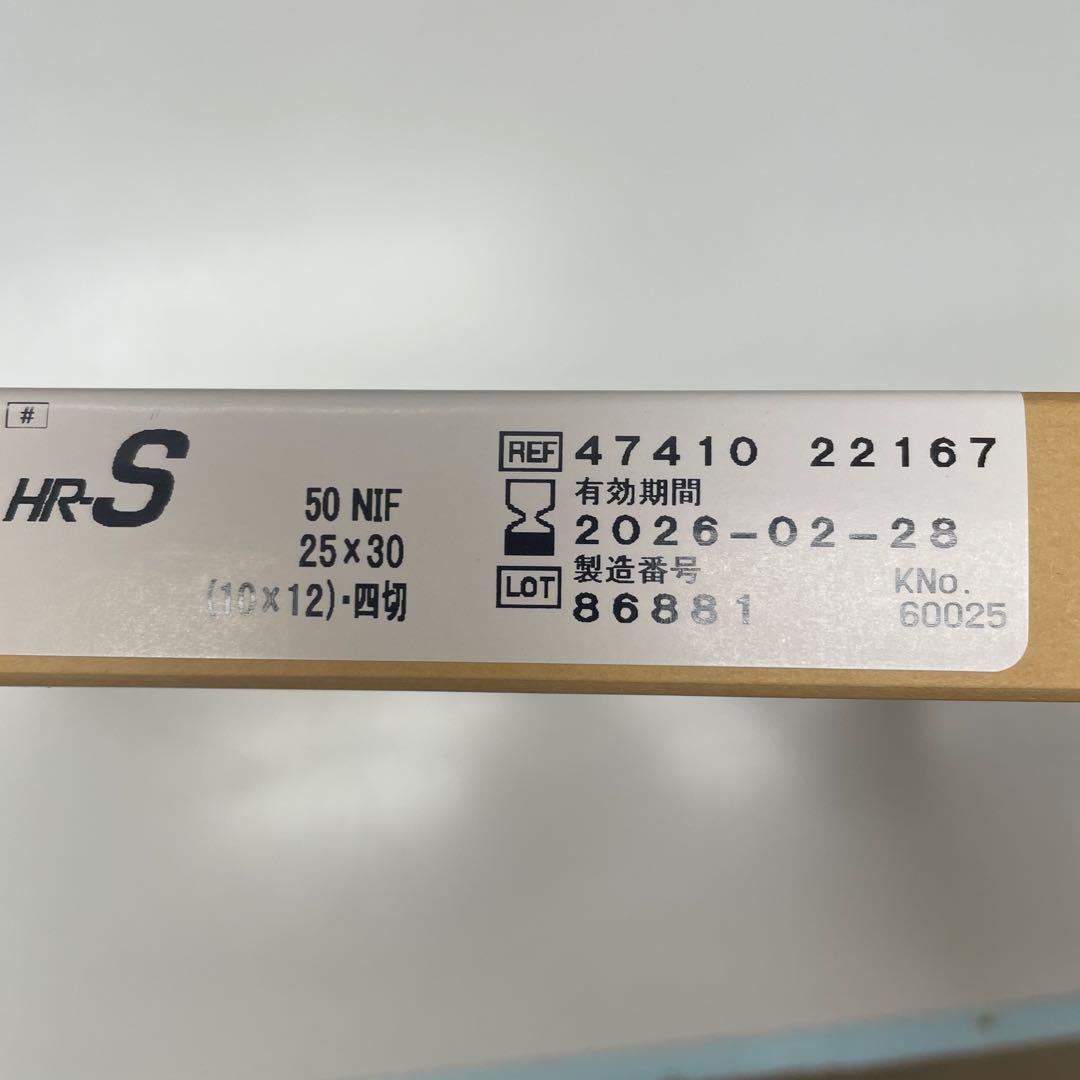 #
HR-S
50 NIF
25×30
(10×12)・四切
REF 47410 22167
有効期間
2026-02-28
製造番号
LOT 86881
KNo.
60025